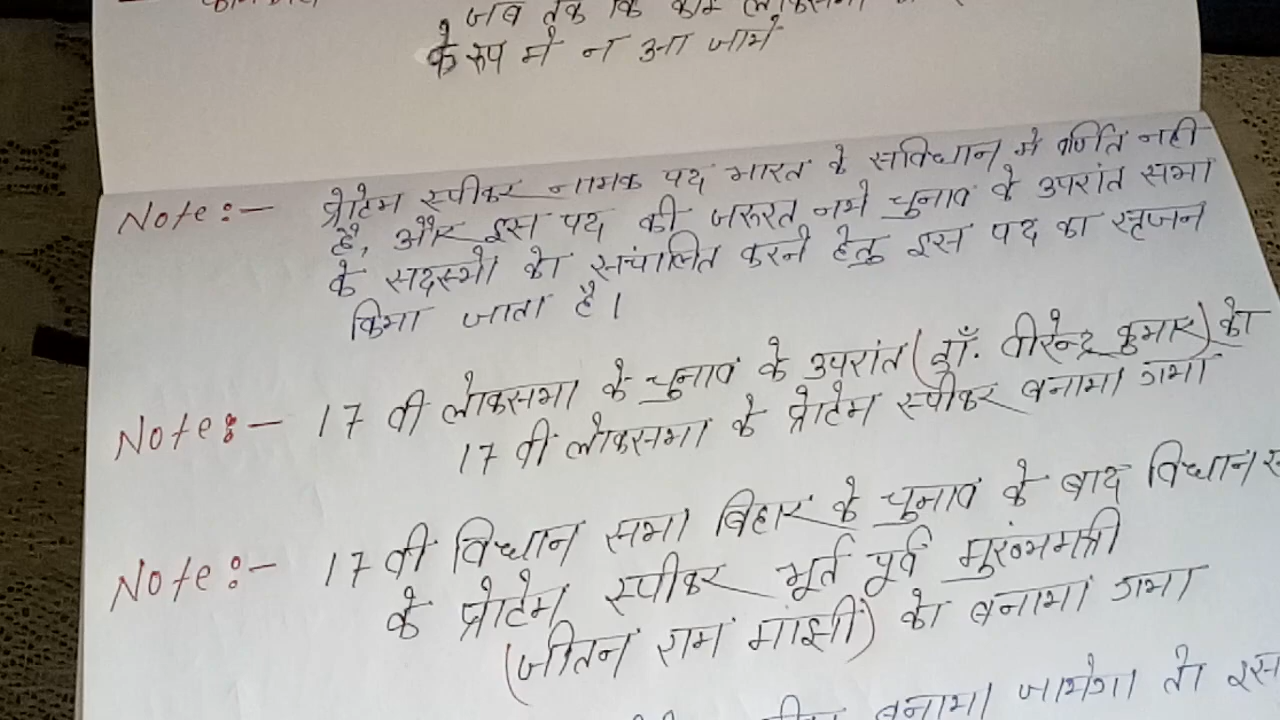 जब तक कि
के रूप में न आ जाये
Note:- प्रोटेम स्पीकर नामक पद भारत के सविधान में वर्णित नही
है, और इस पद की जरूरत नये चुनाव के उपरांत सभा
के सदस्यो को सचांलित करने हेतु इस पद का सृजन
किया जाता है।
Note:- 17 वी लोकसभा के चुनाव के उपरांत (डॉ. वीरेन्द्र कुमार) को
17 वी लोकसभा के प्रोटेम स्पीकर बनाया गया
Note:- 17 वी विधान सभा बिहार के चुनाव के बाद विधान स
के प्रोटेम स्पीकर भूर्त पूर्व मुख्यमंत्री
(जीतन राम मांझी) को बनाया गया
बनाया जायेगा तो